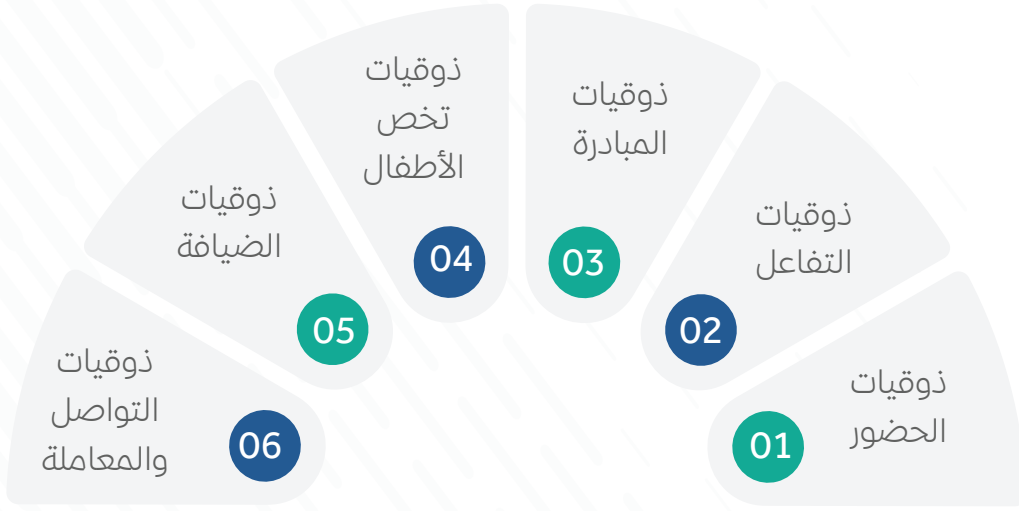 01
ذوقيات
الحضور
02
ذوقيات
التفاعل
03
ذوقيات
المبادرة
04
ذوقيات
تخص
الأطفال
05
ذوقيات
الضيافة
06
ذوقيات
التواصل
والمعاملة